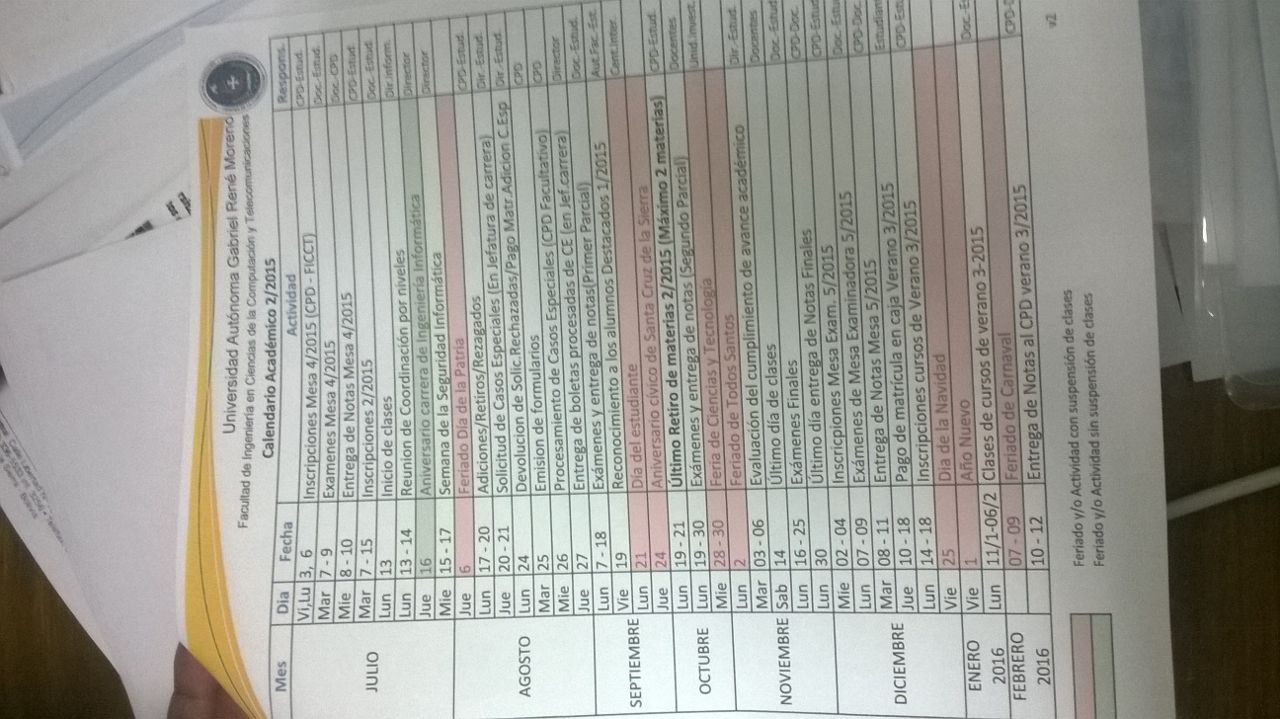 Universidad Autónoma Gabriel René Moreno
Facultad de Ingeniería en Ciencias de la Computación y Telecomunicaciones
Calendario Académico 2/2015
Mes Dia Fecha Actividad Respons.
JULIO
Vi,Lu 3, 6 Inscripciones Mesa 4/2015 (CPD - FICCT) CPD-Estud.
Mar 7 - 9 Examenes Mesa 4/2015 Doc.-Estud.
Mie 8 - 10 Entrega de Notas Mesa 4/2015 Doc.-CPD
Mar 7 - 15 Inscripciones 2/2015 CPD-Estud.
Lun 13 Inicio de clases Doc.-Estud.
Lun 13 - 14 Reunion de Coordinación por niveles Dir.Inform.
Jue 16 Aniversario carrera de Ingeniería Informática Director
Mie 15 - 17 Semana de la Seguridad Informática Director
AGOSTO
Jue 6 Feriado Día de la Patria
Lun 17 - 20 Adiciones/Retiros/Rezagados CPD-Estud.
Jue 20 - 21 Solicitud de Casos Especiales (En Jefatura de carrera) Dir.-Estud.
Lun 24 Devolucion de Solic.Rechazadas/Pago Matr.Adicion C.Esp Dir.-Estud.
Mar 25 Emision de formularios CPD
Mie 26 Procesamiento de Casos Especiales (CPD Facultativo) CPD
Jue 27 Entrega de boletas procesadas de CE (en Jef.carrera) Director
SEPTIEMBRE
Lun 7 - 18 Exámenes y entrega de notas(Primer Parcial) Doc.-Estud.
Vie 19 Reconocimiento a los alumnos Destacados 1/2015 Aut.Fac.-Est.
Lun 21 Día del estudiante Cent.Inter.
Jue 24 Aniversario cívico de Santa Cruz de la Sierra
OCTUBRE
Lun 19 - 21 Último Retiro de materias 2/2015 (Máximo 2 materias) CPD-Estud.
Lun 19 - 30 Exámenes y entrega de notas (Segundo Parcial) Docentes
Mie 28 - 30 Feria de Ciencias y Tecnología Unid.Invest.
NOVIEMBRE
Lun 2 Feriado de Todos Santos
Mar 03 - 06 Evaluación del cumplimiento de avance académico Dir.-Estud.
Sab 14 Último día de clases Docentes
Lun 16 - 25 Exámenes Finales Doc.-Estud
Lun 30 Último día entrega de Notas Finales CPD-Doc.
DICIEMBRE
Mie 02 - 04 Inscricpiones Mesa Exam. 5/2015 CPD-Estud
Lun 07 - 09 Exámenes de Mesa Examinadora 5/2015 Doc.-Estu
Mar 08 - 11 Entrega de Notas Mesa 5/2015 CPD-Doc.
Jue 10 - 18 Pago de matrícula en caja Verano 3/2015 Estudian
Lun 14 - 18 Inscripciones cursos de Verano 3/2015 CPD-Est
Vie 25 Dia de la Navidad
ENERO 2016
Vie 1 Año Nuevo
Lun 11/1-06/2 Clases de cursos de verano 3-2015 Doc.-E
FEBRERO 2016
07 - 09 Feriado de Carnaval
10 - 12 Entrega de Notas al CPD verano 3/2015 CPD-D
v2
Feriado y/o Actividad con suspensión de clases
Feriado y/o Actividad sin suspensión de clases